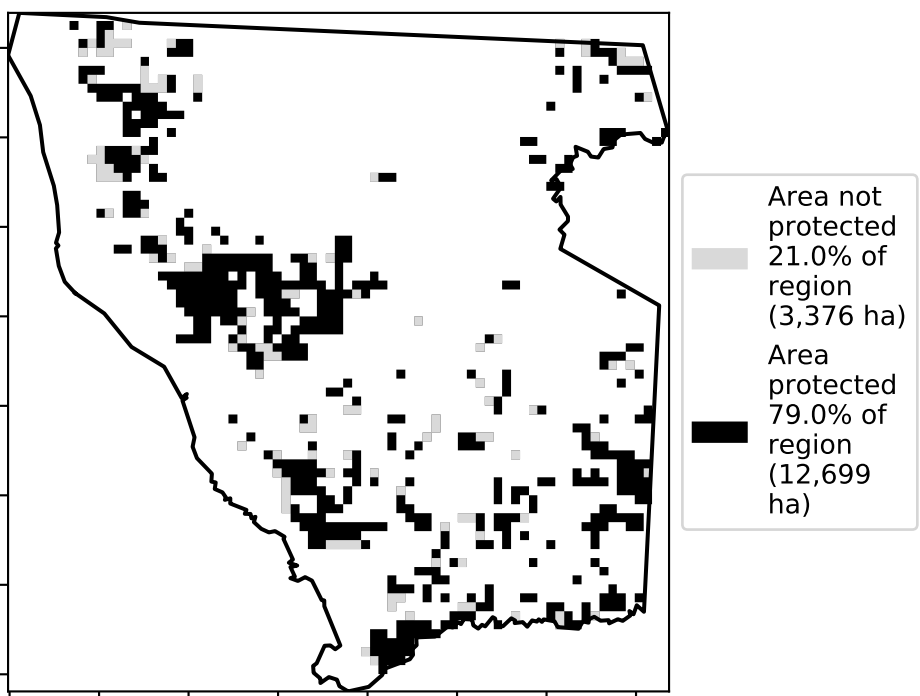 Area not
protected
21.0% of
region
(3,376 ha)
Area
protected
79.0% of
region
(12,699
ha)